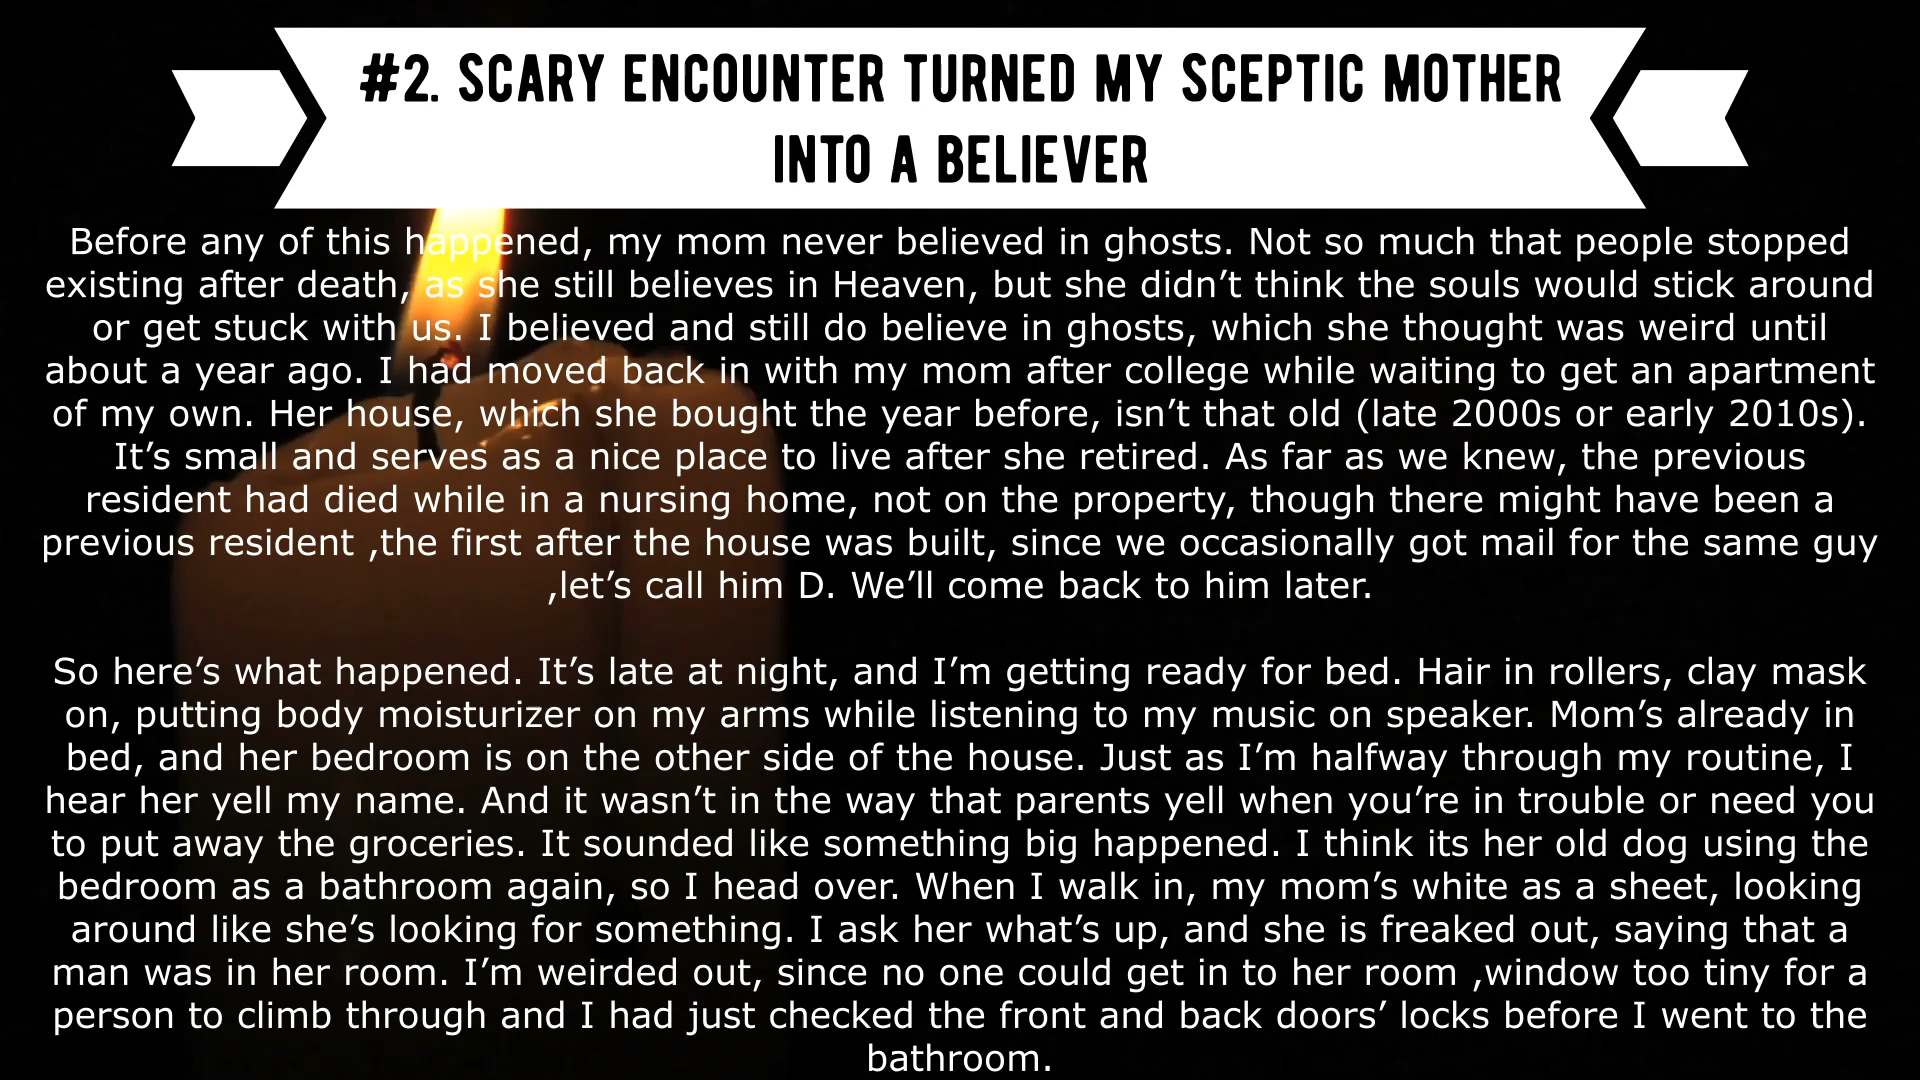 #2. Scary encounter turned my Sceptic mother
into a believer
Before any of this happened, my mom never believed in ghosts. Not so much that people stopped
existing after death, as she still believes in Heaven, but she didn’t think the souls would stick around
or get stuck with us. I believed and still do believe in ghosts, which she thought was weird until
about a year ago. I had moved back in with my mom after college while waiting to get an apartment
of my own. Her house, which she bought the year before, isn’t that old (late 2000s or early 2010s).
It’s small and serves as a nice place to live after she retired. As far as we knew, the previous
resident had died while in a nursing home, not on the property, though there might have been a
previous resident ,the first after the house was built, since we occasionally got mail for the same guy
,let’s call him D. We’ll come back to him later.
So here’s what happened. It’s late at night, and I’m getting ready for bed. Hair in rollers, clay mask
on, putting body moisturizer on my arms while listening to my music on speaker. Mom’s already in
bed, and her bedroom is on the other side of the house. Just as I’m halfway through my routine, I
hear her yell my name. And it wasn’t in the way that parents yell when you’re in trouble or need you
to put away the groceries. It sounded like something big happened. I think its her old dog using the
bedroom as a bathroom again, so I head over. When I walk in, my mom’s white as a sheet, looking
around like she’s looking for something. I ask her what’s up, and she is freaked out, saying that a
man was in her room. I’m weirded out, since no one could get in to her room ,window too tiny for a
person to climb through and I had just checked the front and back doors’ locks before I went to the
bathroom.